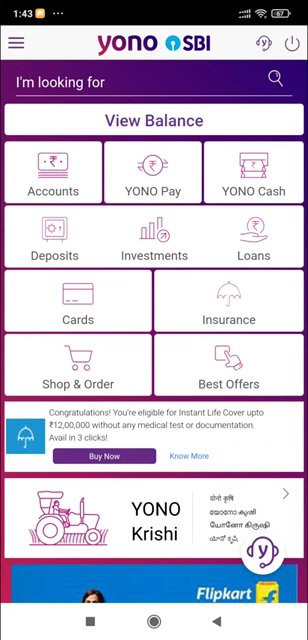 1:43
67
yono SBI
y
I'm looking for
View Balance
Accounts YONO Pay YONO Cash
Deposits Investments Loans
Cards Insurance
Shop & Order Best Offers
Congratulations! You're eligible for Instant Life Cover upto
₹12,00,000 without any medical test or documentation.
Avail in 3 clicks!
Buy Now Know More
YONO
Krishi
योनो कृषि
യോനോ കൃഷി
யோனோ கிருஷி
యోనో కృషి
y
Flipkart